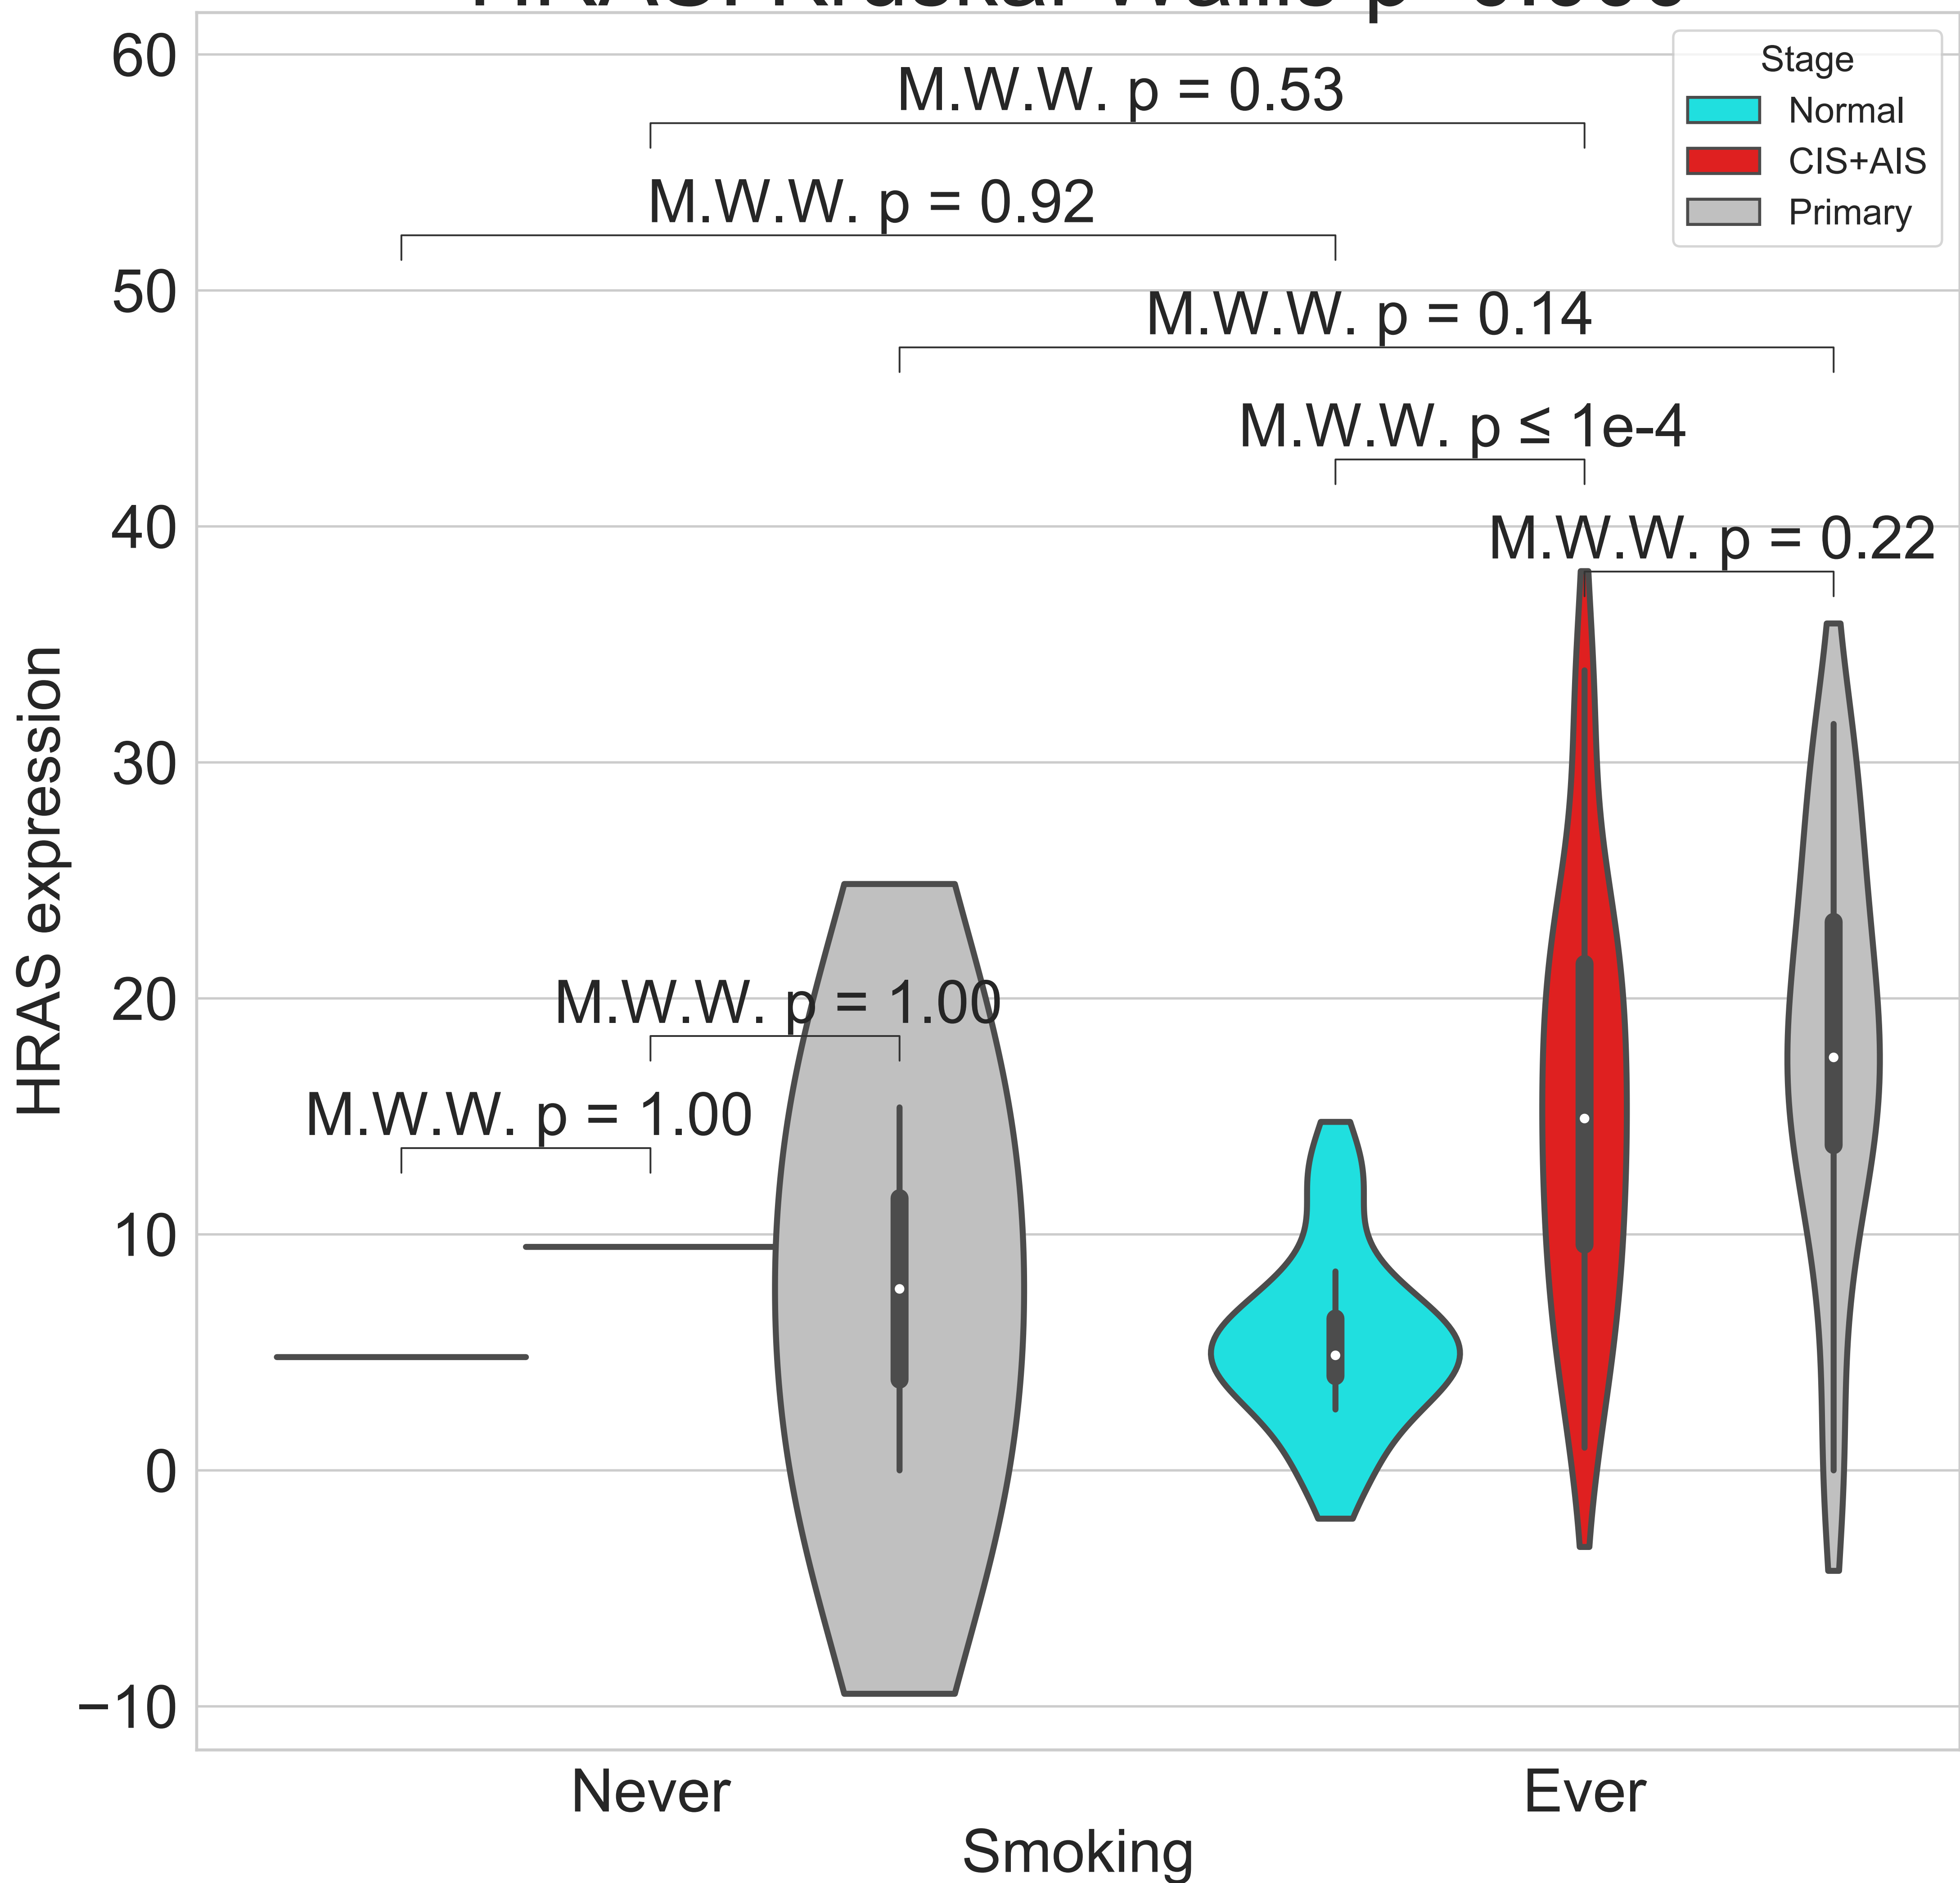 60
50
40
30
20
10
0
−10
HRAS expression
M.W.W. p = 0.53
M.W.W. p = 0.92
M.W.W. p = 0.14
M.W.W. p ≤ 1e-4
M.W.W. p = 0.22
M.W.W. p = 1.00
M.W.W. p = 1.00
Stage
Normal
CIS+AIS
Primary
Never
Ever
Smoking